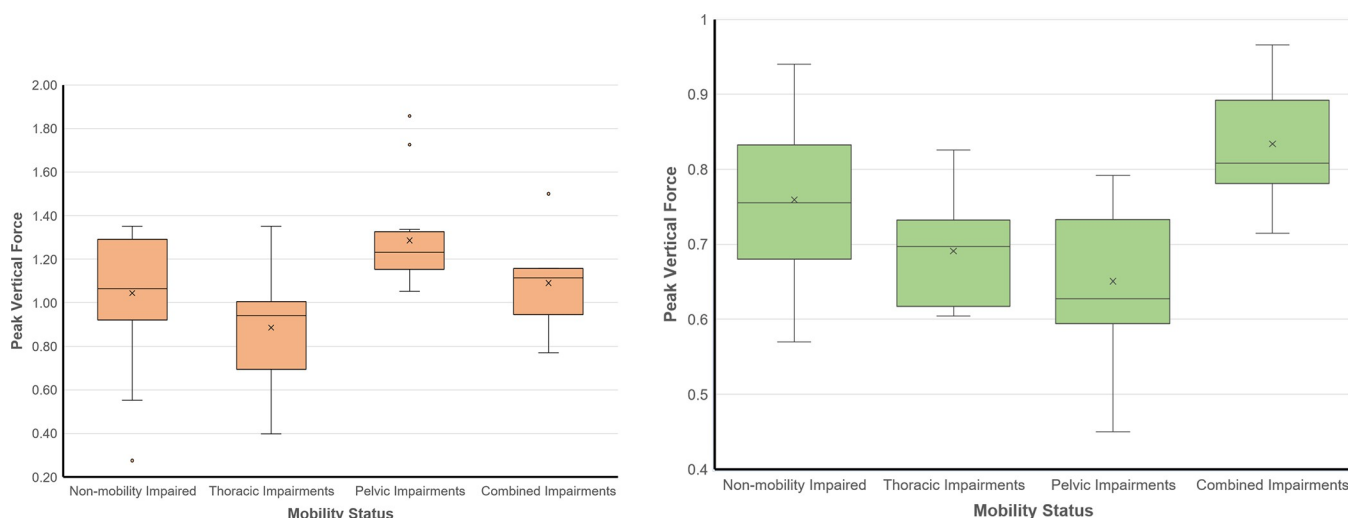 Peak Vertical Force
2.00
1.80
1.60
1.40
1.20
1.00
0.80
0.60
0.40
0.20
Non-mobility Impaired Thoracic Impairments Pelvic Impairments Combined Impairments
Mobility Status
Peak Vertical Force
1
0.9
0.8
0.7
0.6
0.5
0.4
Non-mobility Impaired Thoracic Impairments Pelvic Impairments Combined Impairments
Mobility Status